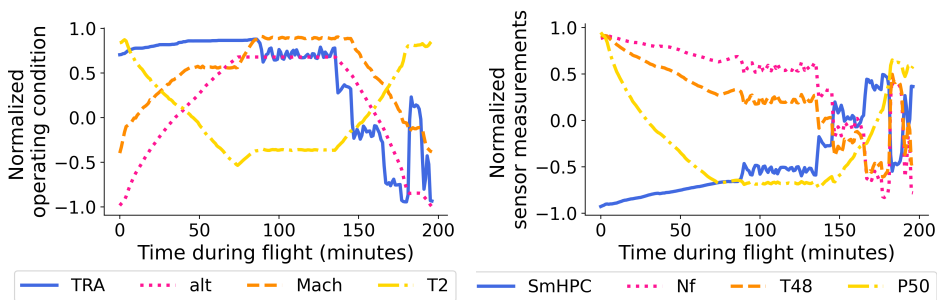 Normalized
operating condition
1.0
0.5
0.0
−0.5
−1.0
0 50 100 150 200
Time during flight (minutes)
TRA alt Mach T2
Normalized
sensor measurements
1.0
0.5
0.0
−0.5
−1.0
0 50 100 150 200
Time during flight (minutes)
SmHPC Nf T48 P50